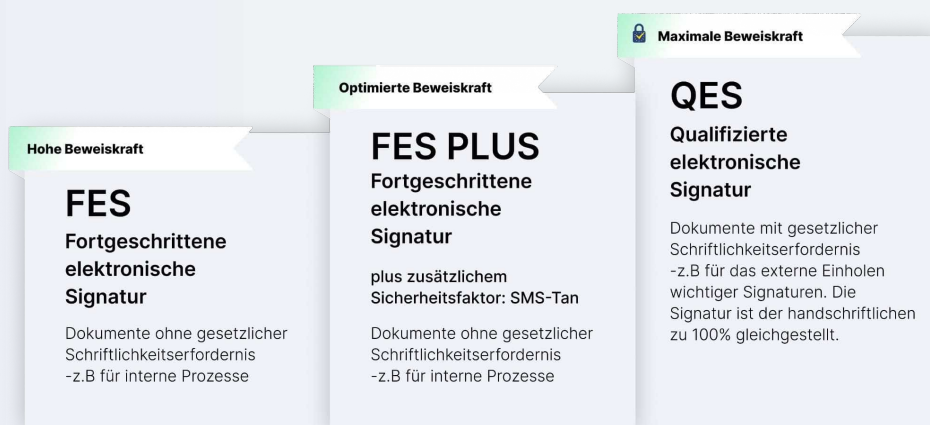 Hohe Beweiskraft
FES
Fortgeschrittene
elektronische
Signatur
Dokumente ohne gesetzlicher
Schriftlichkeitserfordernis
-z.B für interne Prozesse
Optimierte Beweiskraft
FES PLUS
Fortgeschrittene
elektronische
Signatur
plus zusätzlichem
Sicherheitsfaktor: SMS-Tan
Dokumente ohne gesetzlicher
Schriftlichkeitserfordernis
-z.B für interne Prozesse
Maximale Beweiskraft
QES
Qualifizierte
elektronische
Signatur
Dokumente mit gesetzlicher
Schriftlichkeitserfordernis
-z.B für das externe Einholen
wichtiger Signaturen. Die
Signatur ist der handschriftlichen
zu 100% gleichgestellt.